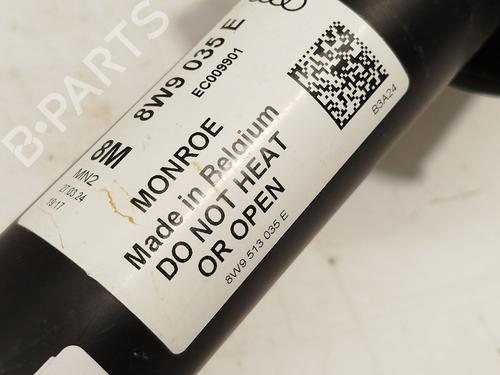 B-PARTS
8W9 035 E
EC009901
8M
MN2
27.03.24
19:17
MONROE
Made in Belgium
DO NOT HEAT
OR OPEN
8W9 513 035 E
B3A24